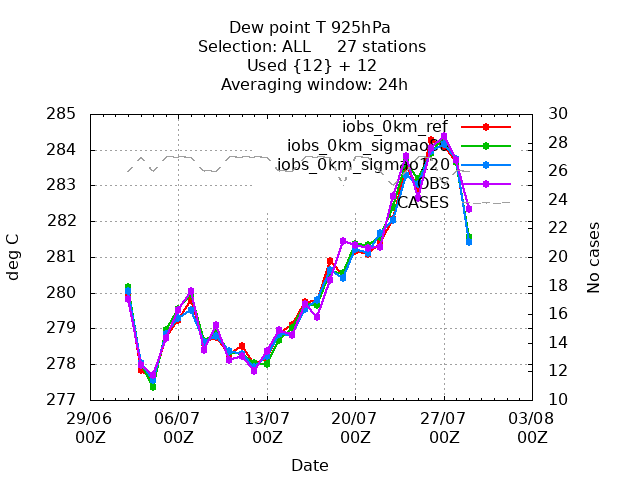 Dew point T 925hPa
Selection: ALL     27 stations
Used {12} + 12
Averaging window: 24h
285
284
283
282
281
280
279
278
277
deg C
30
28
26
24
22
20
18
16
14
12
10
No cases
iobs_0km_ref
iobs_0km_sigmao
iobs_0km_sigmao120
OBS
CASES
29/06 06/07 13/07 20/07 27/07 03/08
00Z 00Z 00Z 00Z 00Z 00Z
Date